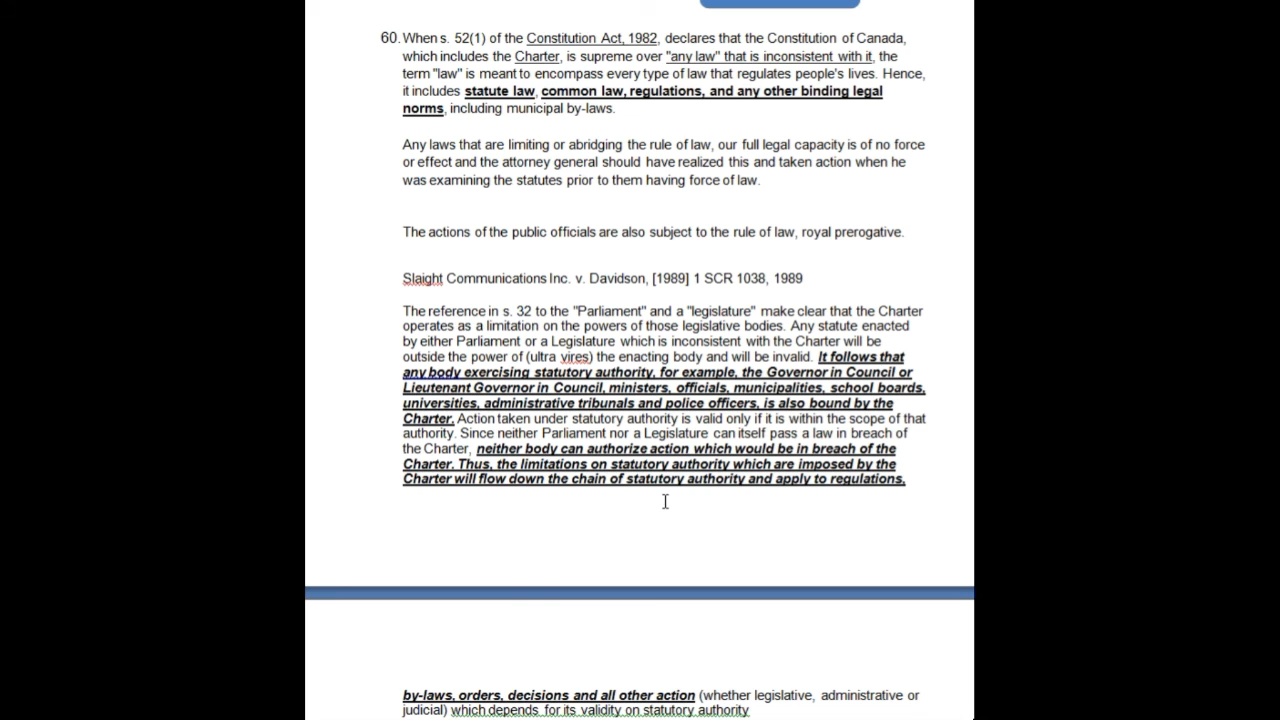 60. When s. 52(1) of the Constitution Act, 1982, declares that the Constitution of Canada,
which includes the Charter, is supreme over "any law" that is inconsistent with it, the
term "law" is meant to encompass every type of law that regulates people's lives. Hence,
it includes statute law, common law, regulations, and any other binding legal
norms, including municipal by-laws.
Any laws that are limiting or abridging the rule of law, our full legal capacity is of no force
or effect and the attorney general should have realized this and taken action when he
was examining the statutes prior to them having force of law.
The actions of the public officials are also subject to the rule of law, royal prerogative.
Slaight Communications Inc. v. Davidson, [1989] 1 SCR 1038, 1989
The reference in s. 32 to the "Parliament" and a "legislature" make clear that the Charter
operates as a limitation on the powers of those legislative bodies. Any statute enacted
by either Parliament or a Legislature which is inconsistent with the Charter will be
outside the power of (ultra vires) the enacting body and will be invalid. It follows that
any body exercising statutory authority, for example, the Governor in Council or
Lieutenant Governor in Council, ministers, officials, municipalities, school boards,
universities, administrative tribunals and police officers, is also bound by the
Charter. Action taken under statutory authority is valid only if it is within the scope of that
authority. Since neither Parliament nor a Legislature can itself pass a law in breach of
the Charter, neither body can authorize action which would be in breach of the
Charter. Thus, the limitations on statutory authority which are imposed by the
Charter will flow down the chain of statutory authority and apply to regulations,
by-laws, orders, decisions and all other action (whether legislative, administrative or
judicial) which depends for its validity on statutory authority